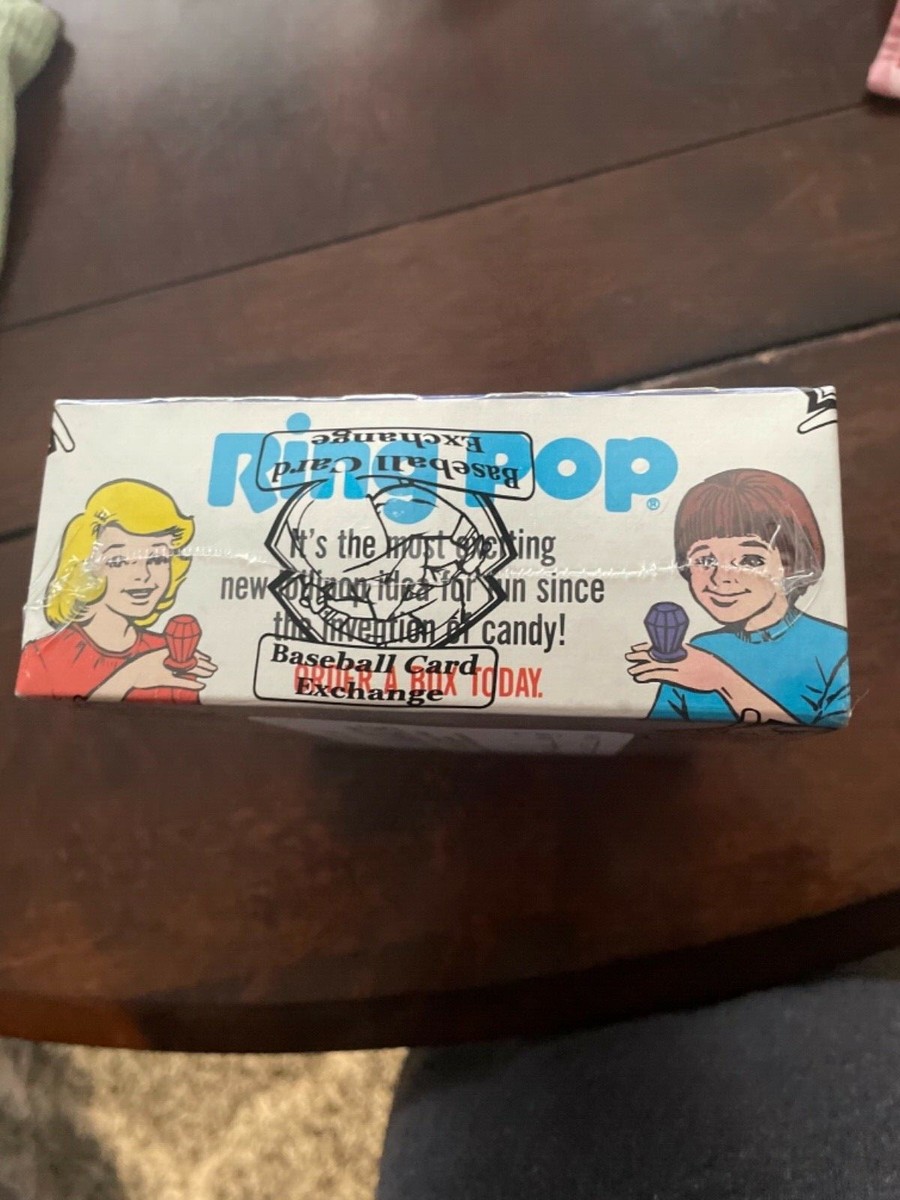 Ring Pop®
Baseball Card
Exchange
It's the most exciting
new lollipop idea for fun since
the invention of candy!
Baseball Card
Exchange
ORDER A BOX TODAY.